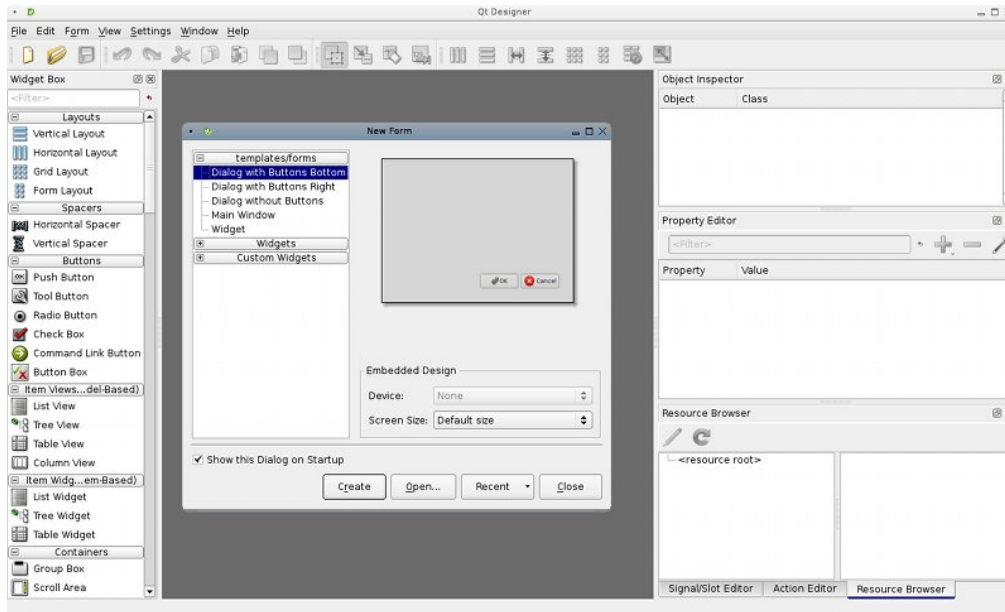 Qt Designer
File Edit Form View Settings Window Help
Widget Box
<Filter>
Layouts
Vertical Layout
Horizontal Layout
Grid Layout
Form Layout
Spacers
Horizontal Spacer
Vertical Spacer
Buttons
OK Push Button
Tool Button
Radio Button
Check Box
Command Link Button
Button Box
Item Views...del-Based)
List View
Tree View
Table View
Column View
Item Widg...em-Based)
List Widget
Tree Widget
Table Widget
Containers
Group Box
Scroll Area
New Form
templates/forms
Dialog with Buttons Bottom
Dialog with Buttons Right
Dialog without Buttons
Main Window
Widget
Widgets
Custom Widgets
OK Cancel
Embedded Design
Device: None
Screen Size: Default size
Show this Dialog on Startup
Create Open... Recent Close
Object Inspector
Object Class
Property Editor
<Filter>
Property Value
Resource Browser
<resource root>
Signal/Slot Editor Action Editor Resource Browser